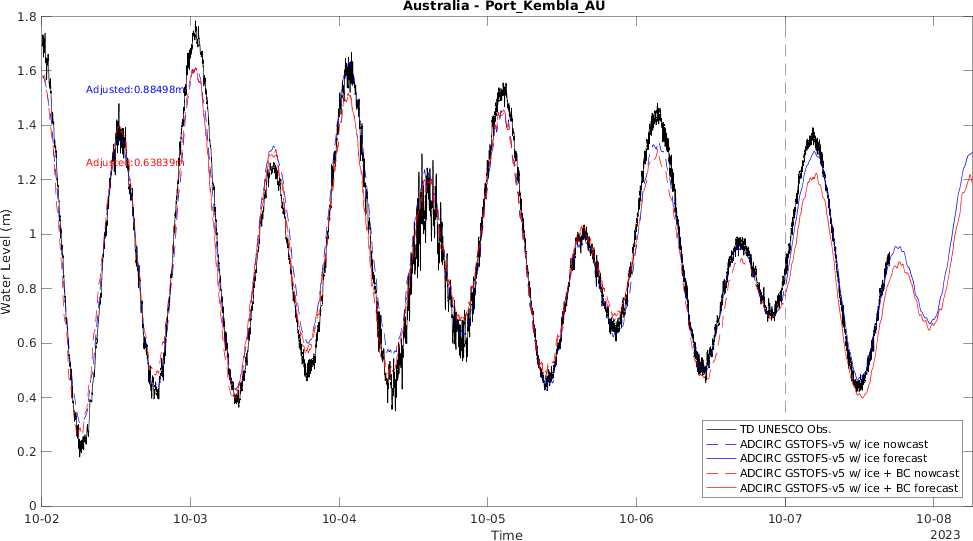 Australia - Port_Kembla_AU
1.8
1.6
1.4
1.2
1
0.8
0.6
0.4
0.2
0
Water Level (m)
Adjusted:0.88498m
Adjusted:0.63839m
TD UNESCO Obs.
ADCIRC GSTOFS-v5 w/ ice nowcast
ADCIRC GSTOFS-v5 w/ ice forecast
ADCIRC GSTOFS-v5 w/ ice + BC nowcast
ADCIRC GSTOFS-v5 w/ ice + BC forecast
10-02 10-03 10-04 10-05 10-06 10-07 10-08
Time
2023